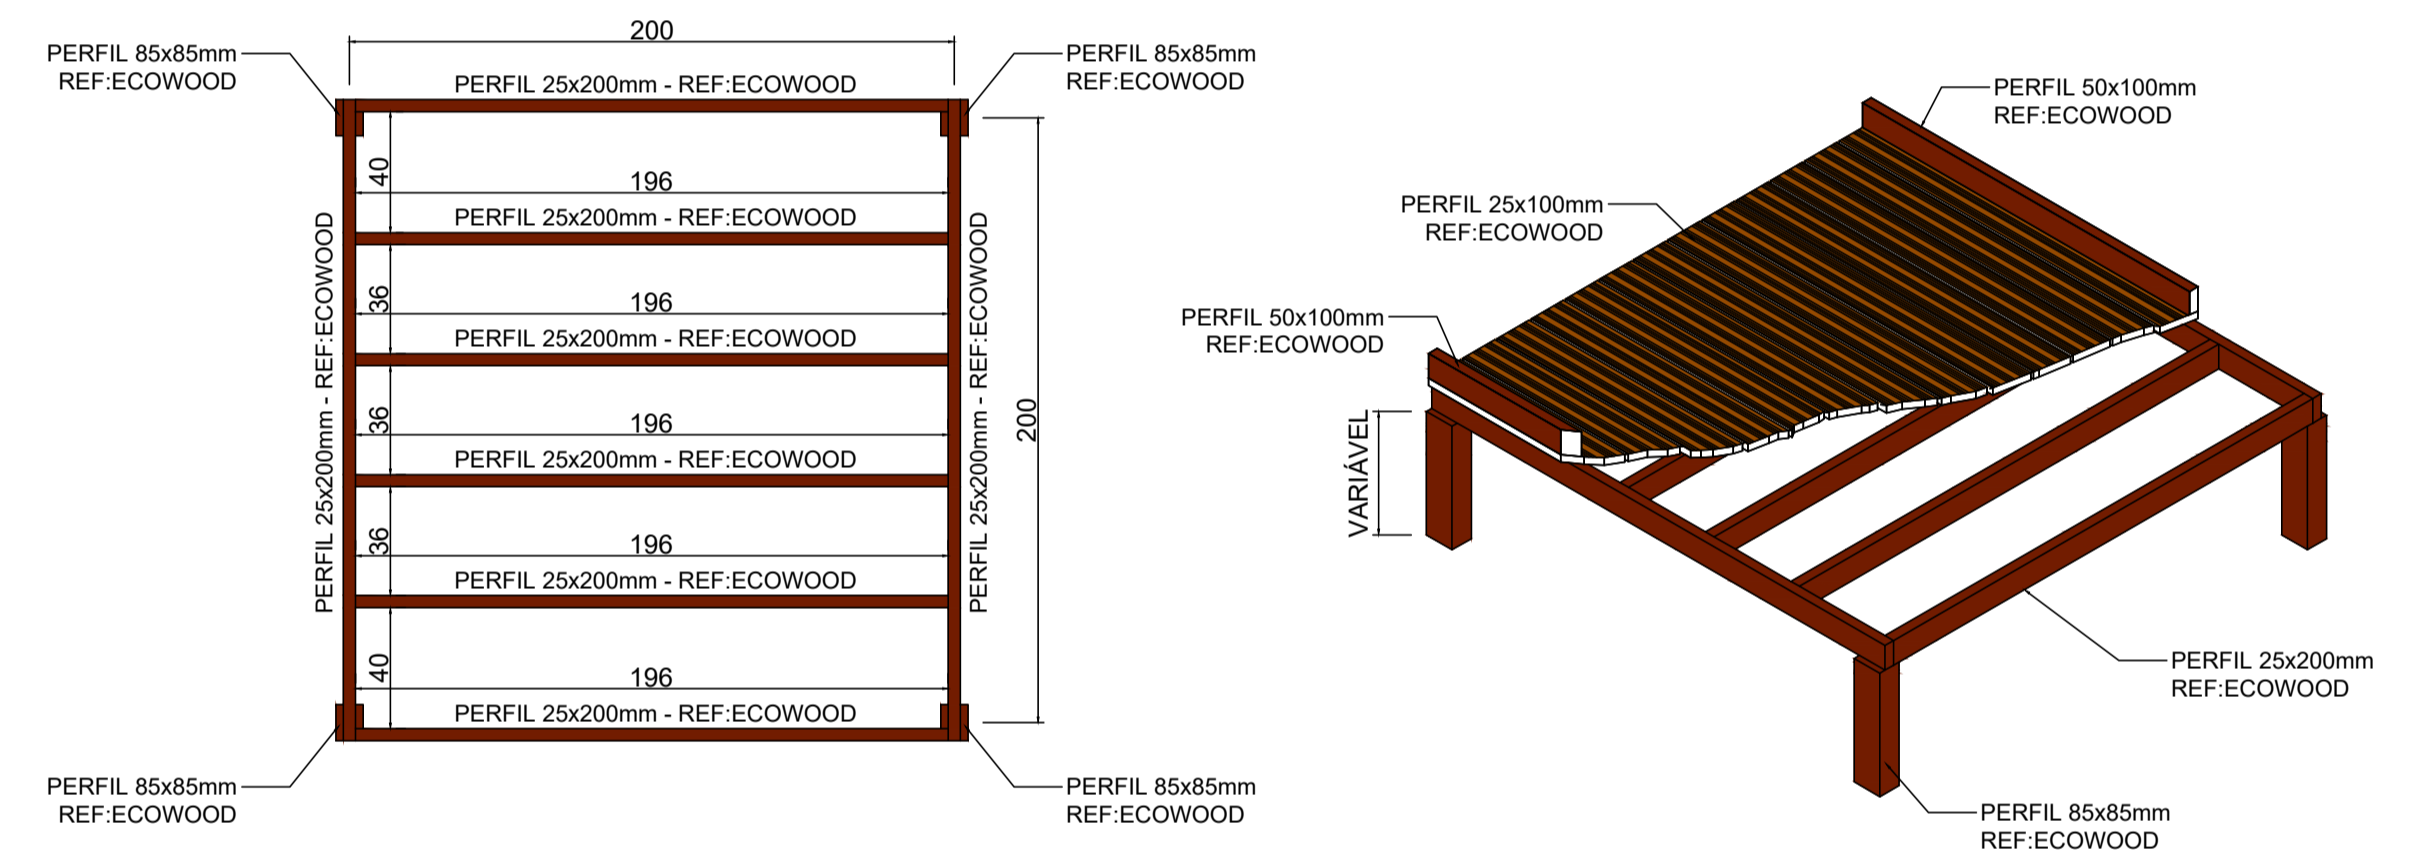 200
PERFIL 85x85mm
REF:ECOWOOD
PERFIL 25x200mm - REF:ECOWOOD
PERFIL 85x85mm
REF:ECOWOOD
40
196
PERFIL 25x200mm - REF:ECOWOOD
36
196
PERFIL 25x200mm - REF:ECOWOOD
36
196
PERFIL 25x200mm - REF:ECOWOOD
36
196
PERFIL 25x200mm - REF:ECOWOOD
40
196
PERFIL 25x200mm - REF:ECOWOOD
PERFIL 25x200mm - REF:ECOWOOD
PERFIL 25x200mm - REF:ECOWOOD
200
PERFIL 85x85mm
REF:ECOWOOD
PERFIL 85x85mm
REF:ECOWOOD
PERFIL 50x100mm
REF:ECOWOOD
PERFIL 25x100mm
REF:ECOWOOD
PERFIL 50x100mm
REF:ECOWOOD
VARIÁVEL
PERFIL 25x200mm
REF:ECOWOOD
PERFIL 85x85mm
REF:ECOWOOD